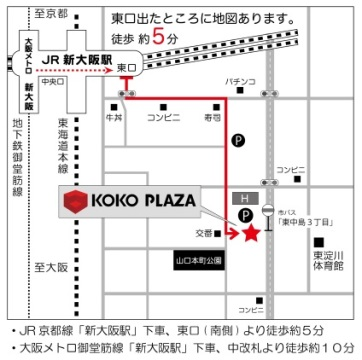 至京都
東口出たところに地図あります。
徒歩 約5分
大阪メトロ 新大阪
JR 新大阪駅
東口
中央口
パチンコ
牛丼
コンビニ
寿司
P
地下鉄御堂筋線
東海道本線
コンビニ
KOKO PLAZA
H
P
市バス
「東中島3丁目」
交番
東淀川
体育館
至大阪
山口本町公園
コンビニ
・JR京都線「新大阪駅」下車、東口(南側)より徒歩約5分
・大阪メトロ御堂筋線「新大阪駅」下車、中改札より徒歩約10分